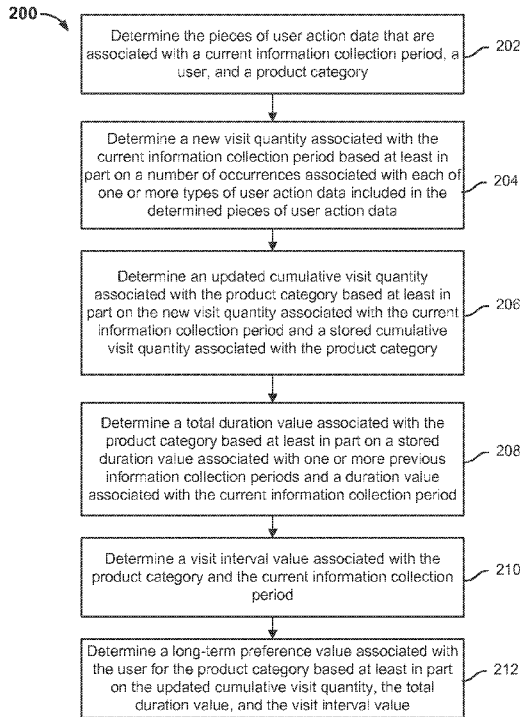 200
Determine the pieces of user action data that are
associated with a current information collection period, a
user, and a product category
202
Determine a new visit quantity associated with the
current information collection period based at least in
part on a number of occurrences associated with each of
one or more types of user action data included in the
determined pieces of user action data
204
Determine an updated cumulative visit quantity
associated with the product category based at least in
part on the new visit quantity associated with the current
information collection period and a stored cumulative
visit quantity associated with the product category
206
Determine a total duration value associated with the
product category based at least in part on a stored
duration value associated with one or more previous
information collection periods and a duration value
associated with the current information collection period
208
Determine a visit interval value associated with the
product category and the current information collection
period
210
Determine a long-term preference value associated with
the user for the product category based at least in part
on the updated cumulative visit quantity, the total
duration value, and the visit interval value
212